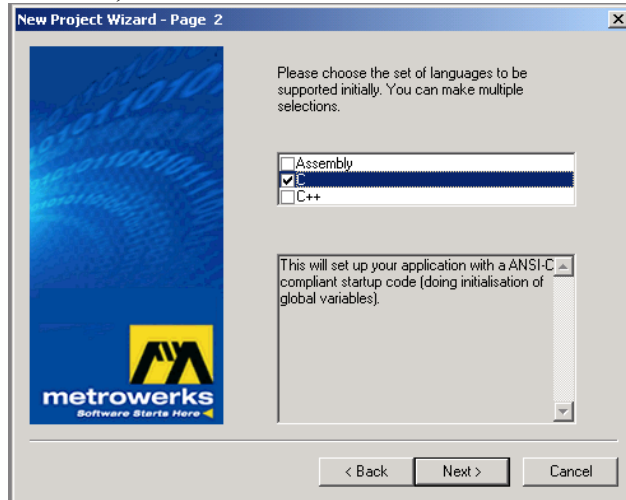 New Project Wizard - Page 2
Please choose the set of languages to be
supported initially. You can make multiple
selections.
Assembly
C
C++
This will set up your application with a ANSI-C
compliant startup code (doing initialisation of
global variables).
metrowerks
Software Starts Here
< Back Next > Cancel